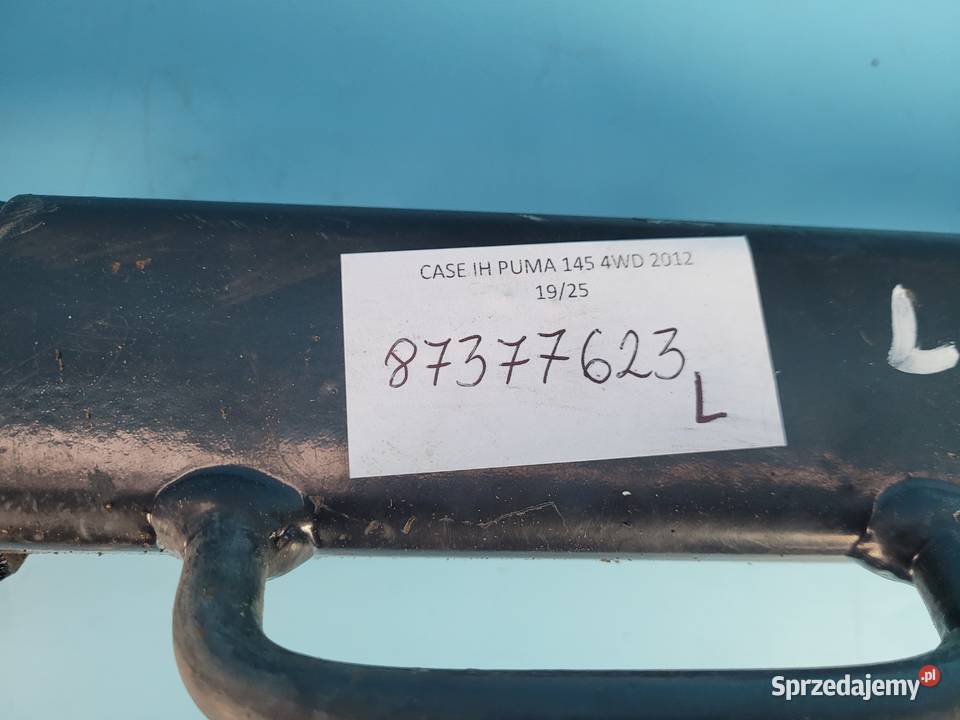 CASE IH PUMA 145 4WD 2012
19/25
87377623
L
L
Sprzedajemy.pl